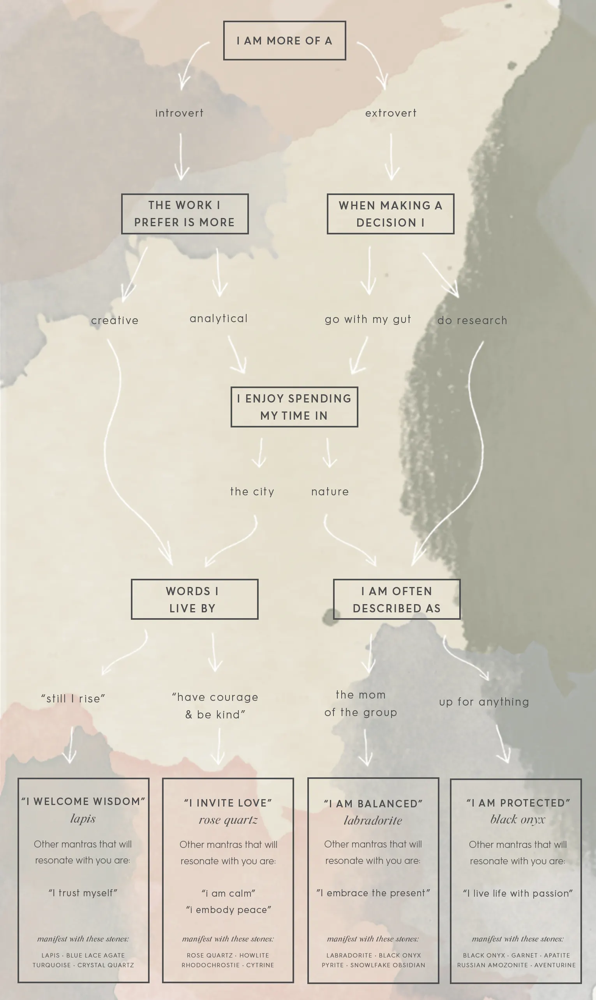 I AM MORE OF A
introvert
extrovert
THE WORK I
PREFER IS MORE
WHEN MAKING A
DECISION I
creative
analytical
go with my gut
do research
I ENJOY SPENDING
MY TIME IN
the city
nature
WORDS I
LIVE BY
I AM OFTEN
DESCRIBED AS
“still I rise”
“have courage
& be kind”
the mom
of the group
up for anything
“I WELCOME WISDOM”
lapis
Other mantras that will
resonate with you are:
“I trust myself”
manifest with these stones:
LAPIS · BLUE LACE AGATE
TURQUOISE · CRYSTAL QUARTZ
“I INVITE LOVE”
rose quartz
Other mantras that will
resonate with you are:
“i am calm”
“i embody peace”
manifest with these stones:
ROSE QUARTZ · HOWLITE
RHODOCHROSTIE · CYTRINE
“I AM BALANCED”
labradorite
Other mantras that will
resonate with you are:
”I embrace the present”
manifest with these stones:
LABRADORITE · BLACK ONYX
PYRITE · SNOWLFAKE OBSIDIAN
“I AM PROTECTED”
black onyx
Other mantras that will
resonate with you are:
“I live life with passion”
manifest with these stones:
BLACK ONYX · GARNET · APATITE
RUSSIAN AMOZONITE · AVENTURINE